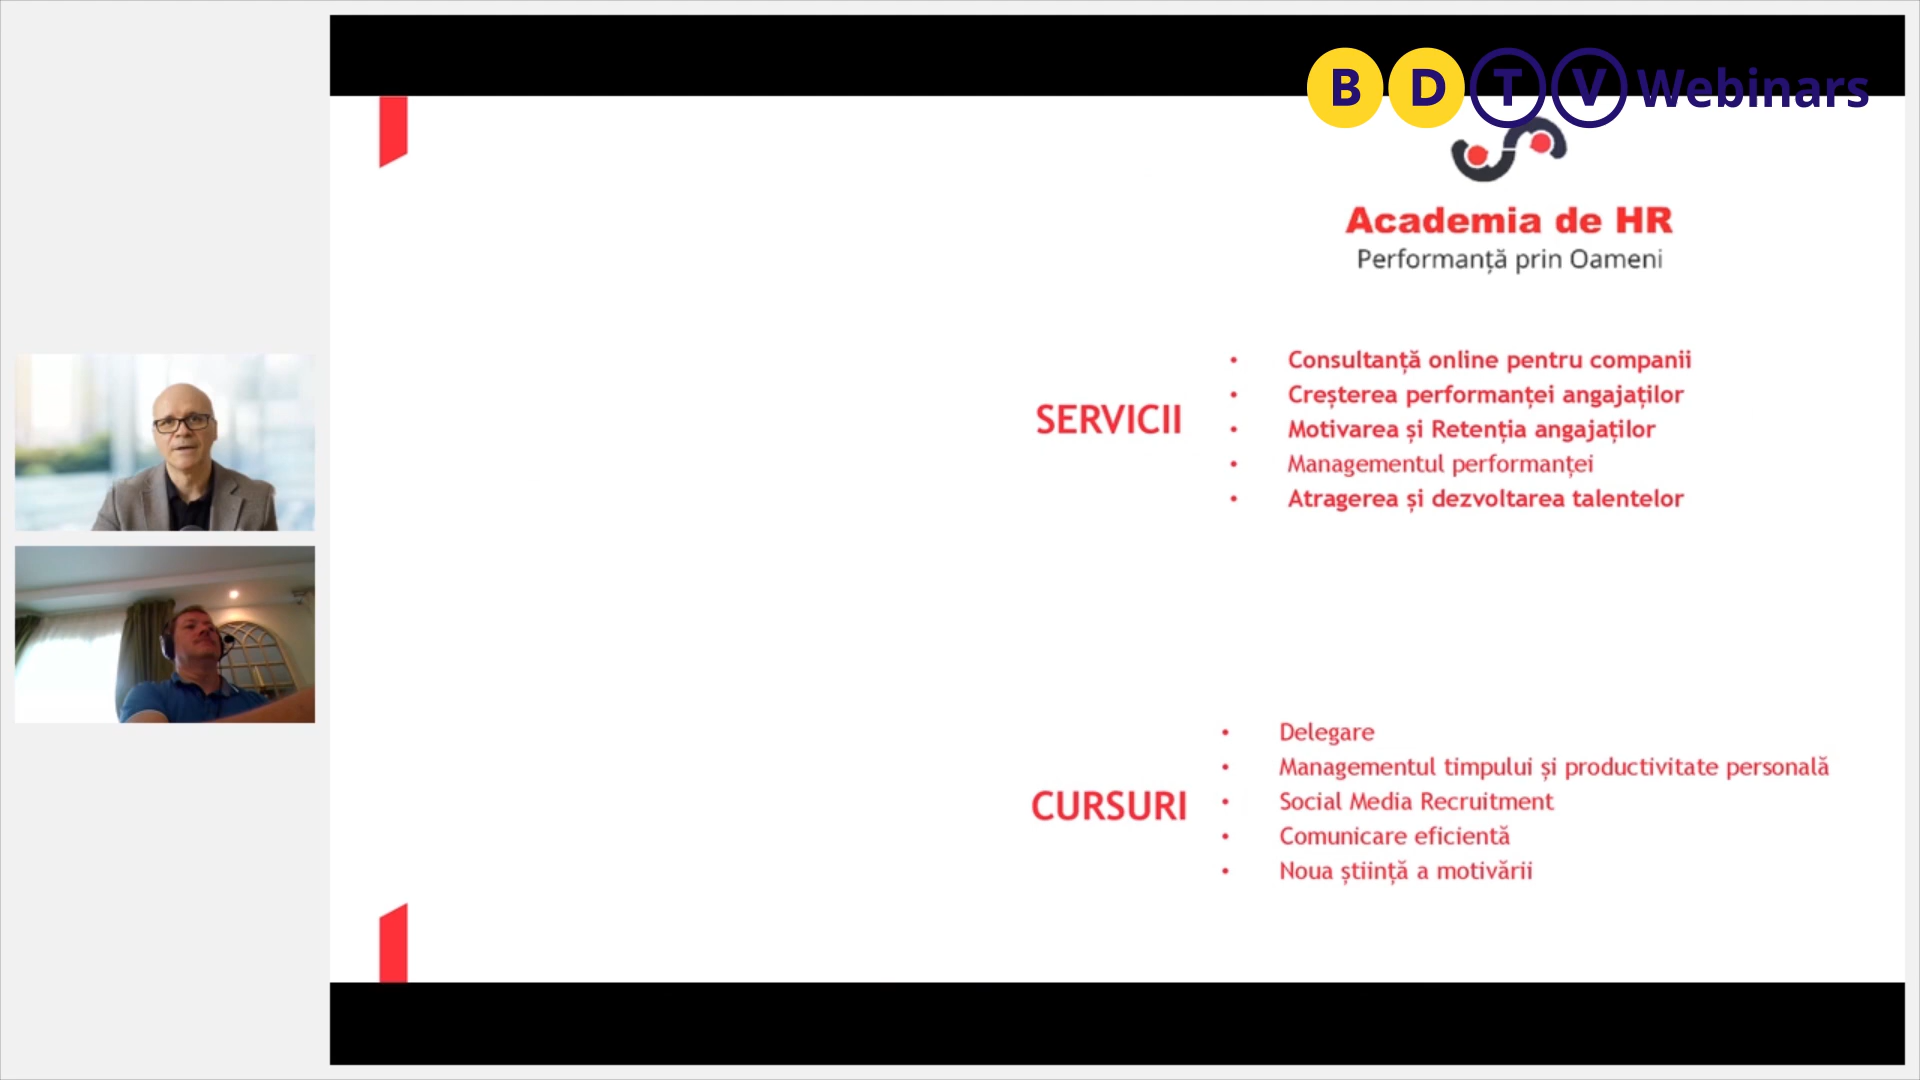 B D T V Webinars
Academia de HR
Performanță prin Oameni
SERVICII
• Consultanță online pentru companii
• Creșterea performanței angajaților
• Motivarea și Retenția angajaților
• Managementul performanței
• Atragerea și dezvoltarea talentelor
CURSURI
• Delegare
• Managementul timpului și productivitate personală
• Social Media Recruitment
• Comunicare eficientă
• Noua știință a motivării